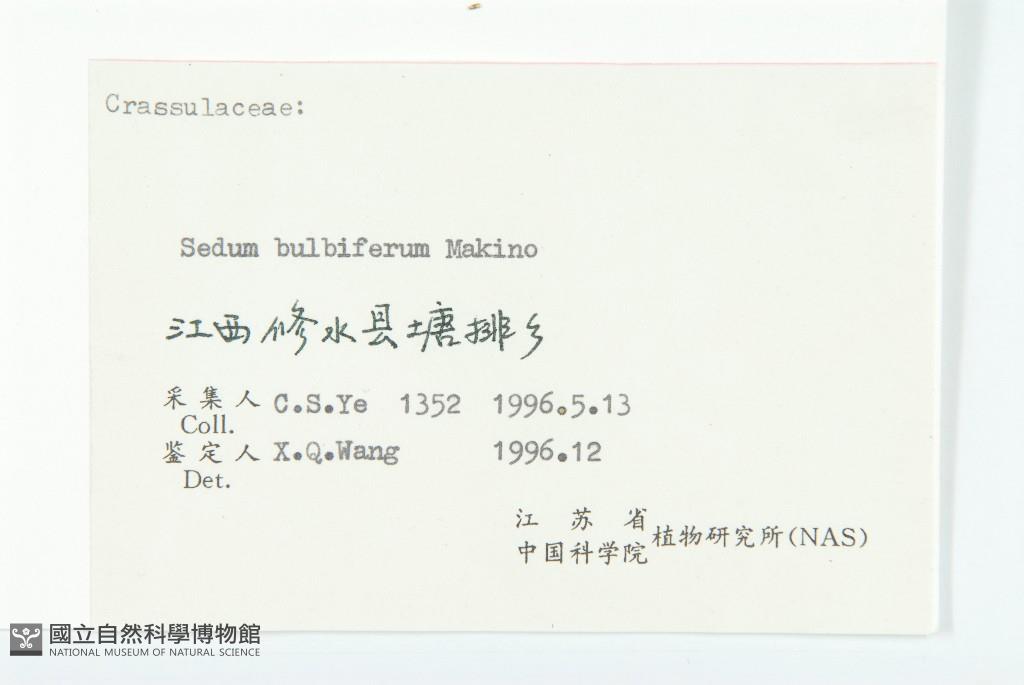 Crassulaceae:
Sedum bulbiferum Makino
江西修水县塘排乡
采集人 C.S.Ye 1352 1996.5.13
Coll.
鉴定人 X.Q.Wang 1996.12
Det.
江苏省
中国科学院 植物研究所(NAS)
國立自然科學博物館
NATIONAL MUSEUM OF NATURAL SCIENCE